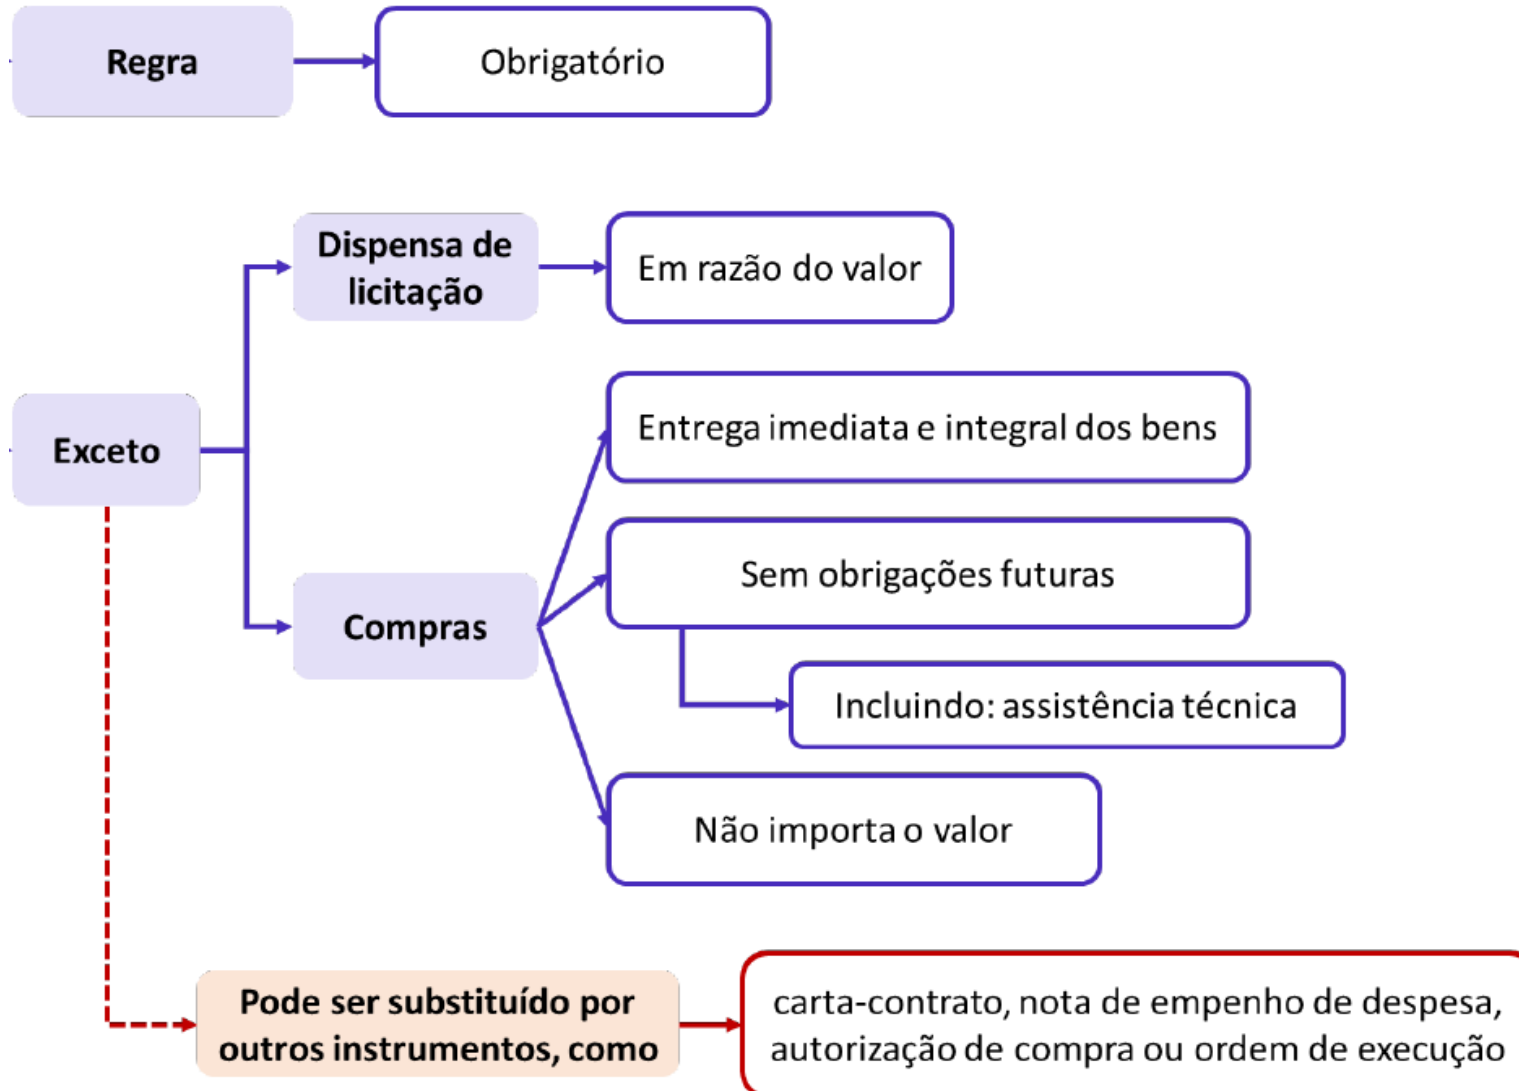 Regra
Obrigatório
Dispensa de
licitação
Em razão do valor
Exceto
Entrega imediata e integral dos bens
Sem obrigações futuras
Compras
Incluindo: assistência técnica
Não importa o valor
Pode ser substituído por
outros instrumentos, como
carta-contrato, nota de empenho de despesa,
autorização de compra ou ordem de execução